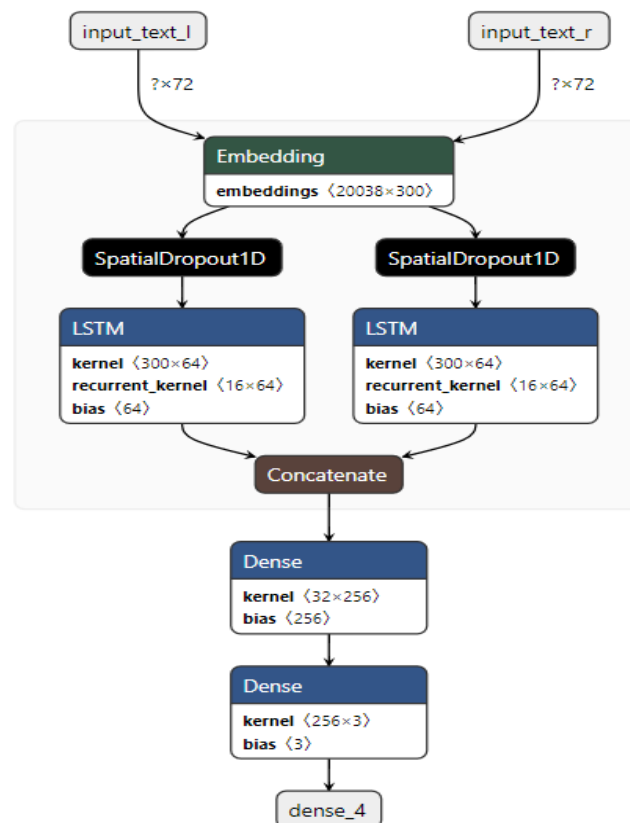 input_text_l
input_text_r
?×72
?×72
Embedding
embeddings 〈20038×300〉
SpatialDropout1D
SpatialDropout1D
LSTM
kernel 〈300×64〉
recurrent_kernel 〈16×64〉
bias 〈64〉
LSTM
kernel 〈300×64〉
recurrent_kernel 〈16×64〉
bias 〈64〉
Concatenate
Dense
kernel 〈32×256〉
bias 〈256〉
Dense
kernel 〈256×3〉
bias 〈3〉
dense_4